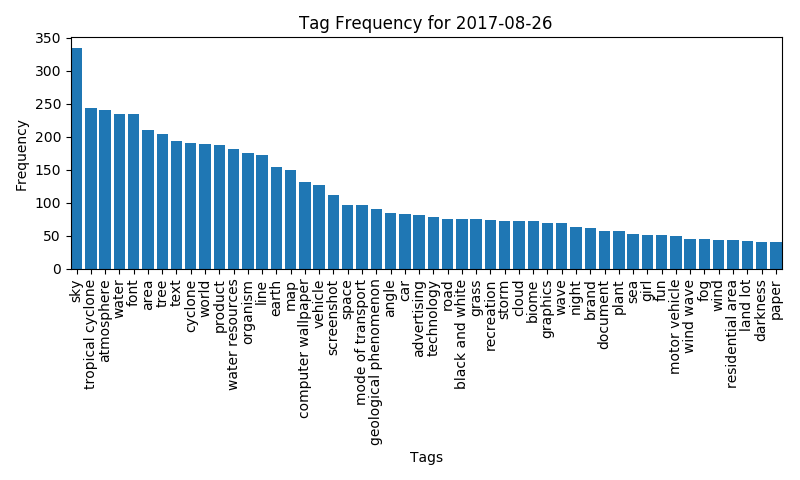 Tag Frequency for 2017-08-26
350
300
250
200
150
100
50
0
Frequency
sky
tropical cyclone
atmosphere
water
font
area
tree
text
cyclone
world
product
water resources
organism
line
earth
map
computer wallpaper
vehicle
screenshot
space
mode of transport
geological phenomenon
angle
car
advertising
technology
road
black and white
grass
recreation
storm
cloud
biome
graphics
wave
night
brand
document
plant
sea
girl
fun
motor vehicle
wind wave
fog
wind
residential area
land lot
darkness
paper
Tags